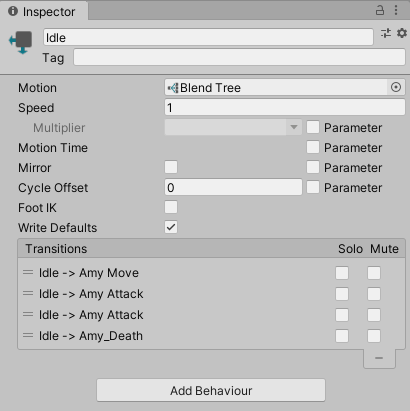 Inspector
Idle
Tag
Motion Blend Tree
Speed 1
Multiplier Parameter
Motion Time Parameter
Mirror Parameter
Cycle Offset 0 Parameter
Foot IK
Write Defaults
Transitions Solo Mute
Idle -> Amy Move
Idle -> Amy Attack
Idle -> Amy Attack
Idle -> Amy_Death
Add Behaviour